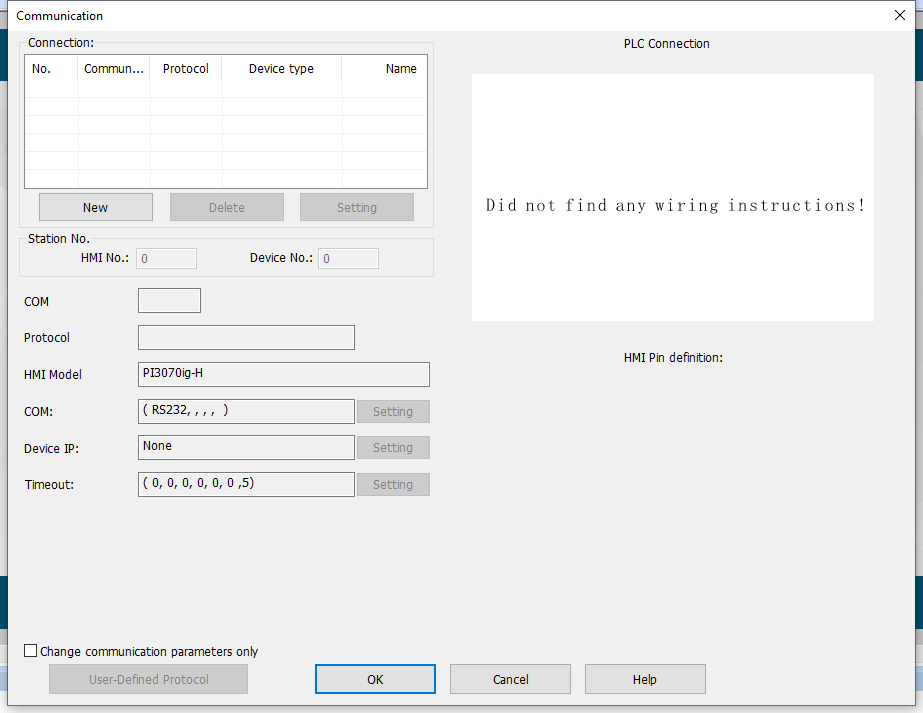 Communication
Connection:
No. Commun... Protocol Device type Name
New Delete Setting
Station No.
HMI No.: 0 Device No.: 0
COM
Protocol
HMI Model PI3070ig-H
COM: ( RS232, , , , ) Setting
Device IP: None Setting
Timeout: ( 0, 0, 0, 0, 0, 0 ,5) Setting
PLC Connection
Did not find any wiring instructions!
HMI Pin definition:
Change communication parameters only
User-Defined Protocol OK Cancel Help